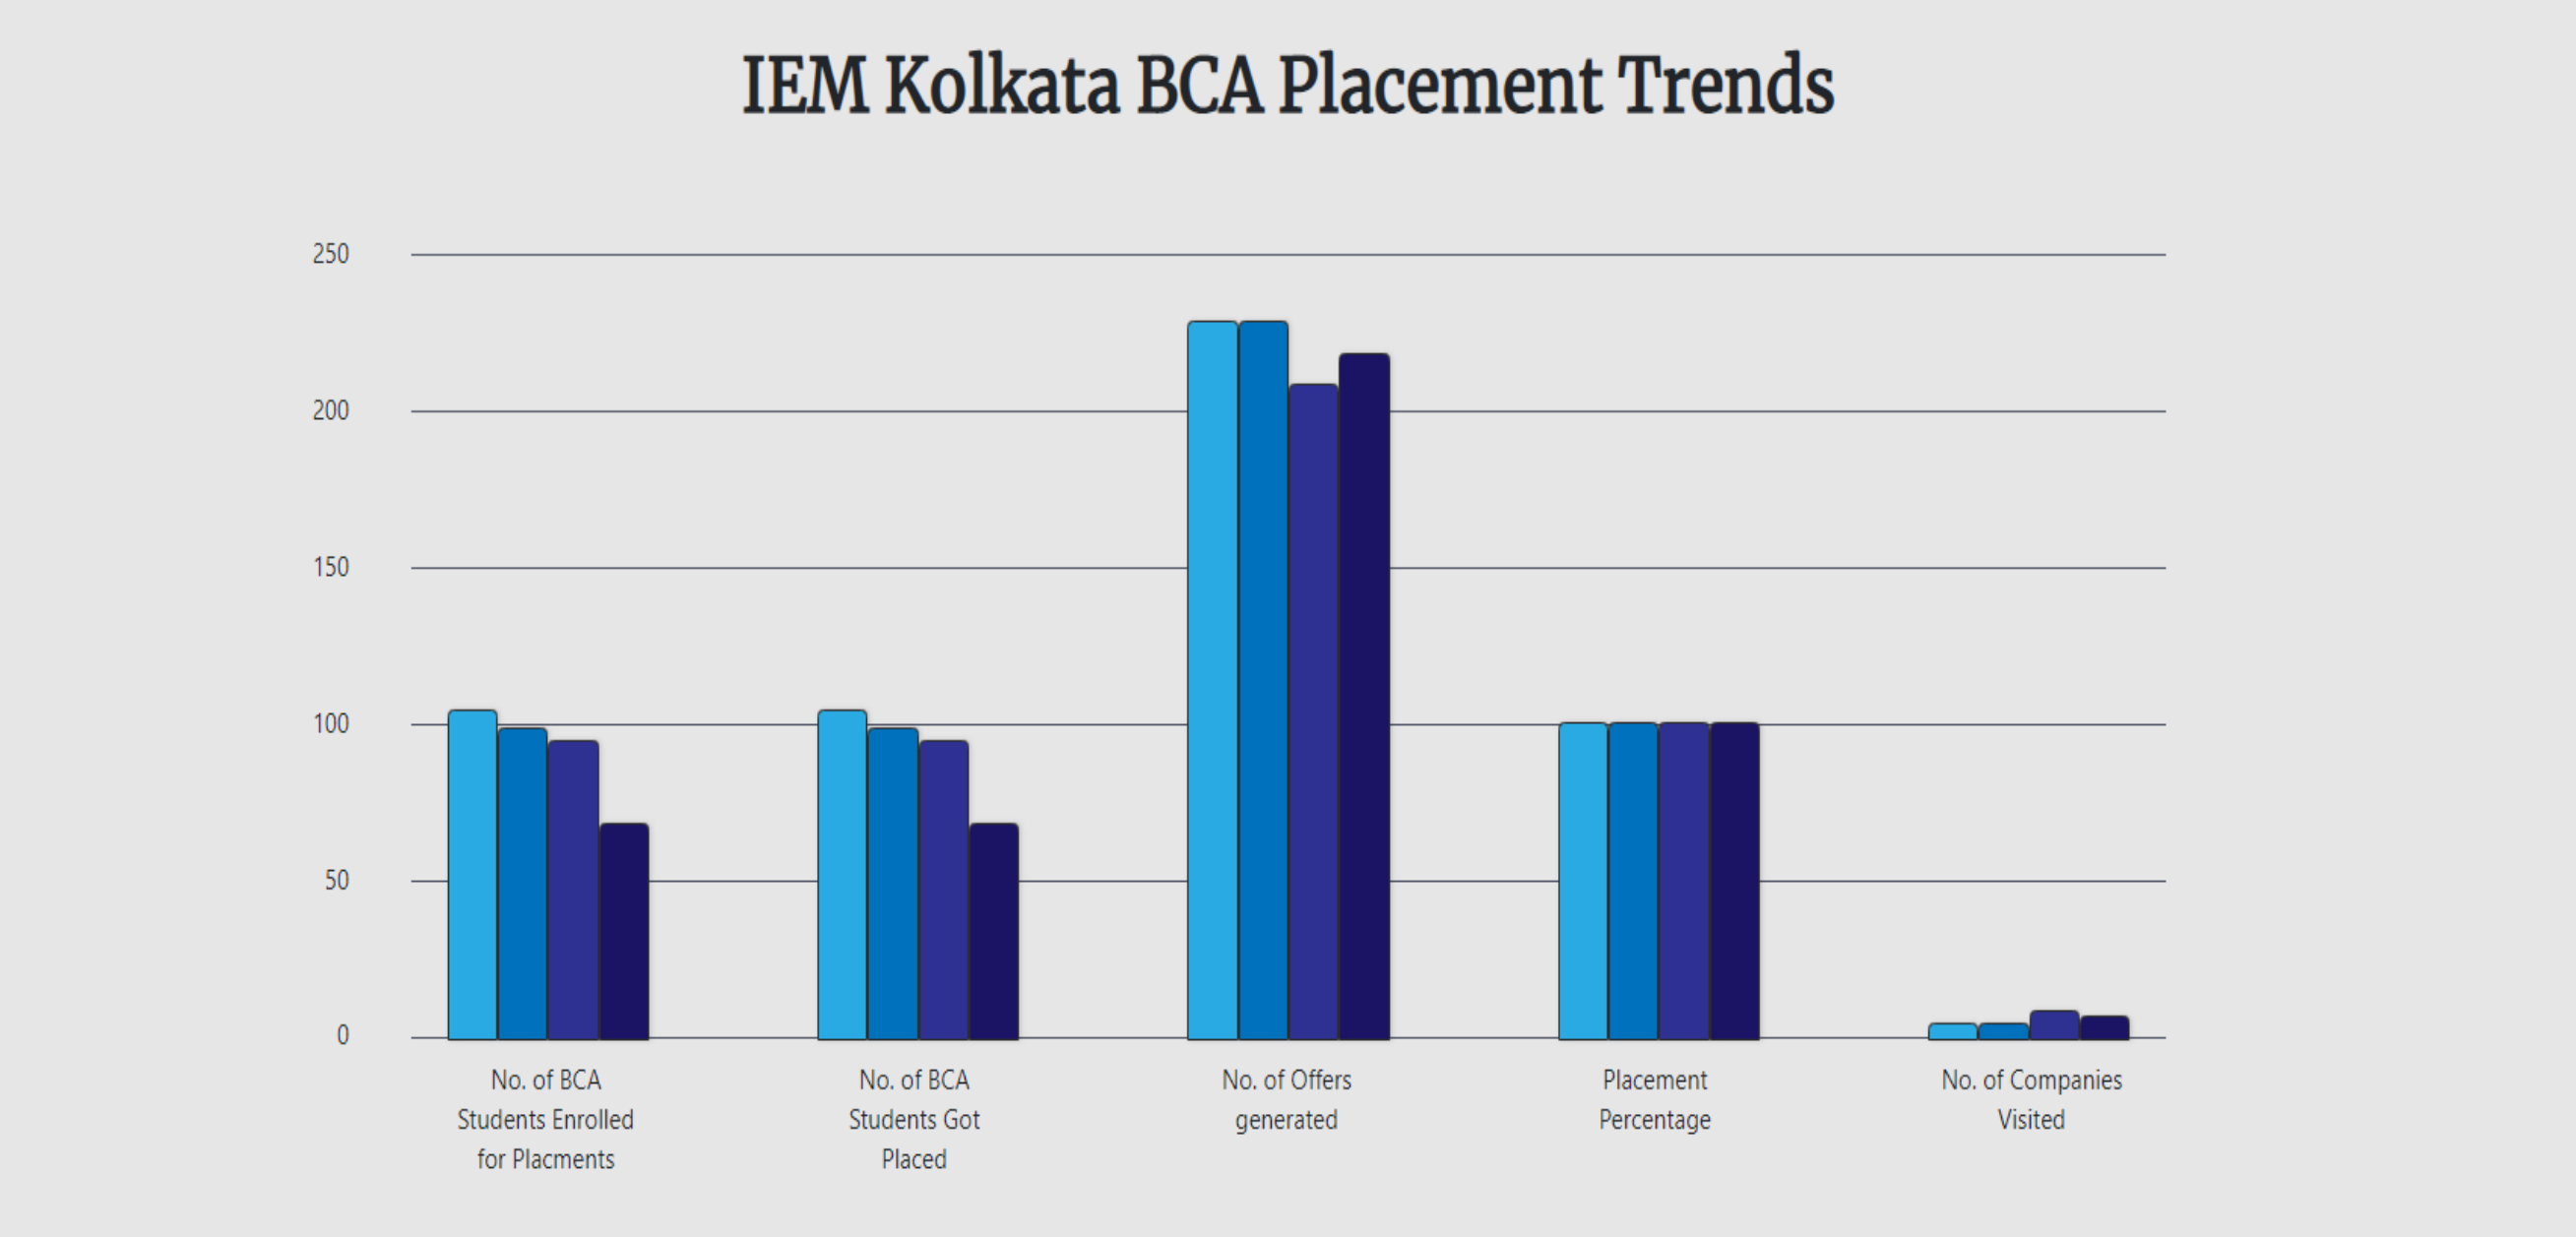 IEM Kolkata BCA Placement Trends
250
200
150
100
50
0
No. of BCA
Students Enrolled
for Placments
No. of BCA
Students Got
Placed
No. of Offers
generated
Placement
Percentage
No. of Companies
Visited